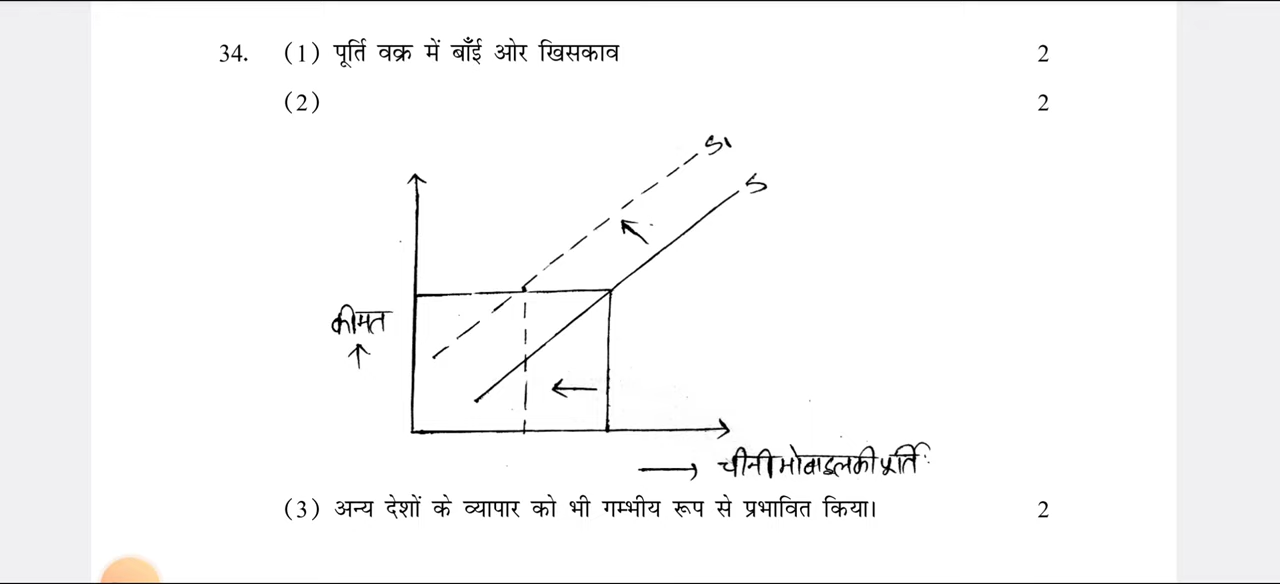 34. (1) पूर्ति वक्र में बाँई ओर खिसकाव 2
(2) 2
S1
S
कीमत
चीनी मोबाइल की पूर्ति
(3) अन्य देशों के व्यापार को भी गम्भीय रूप से प्रभावित किया। 2